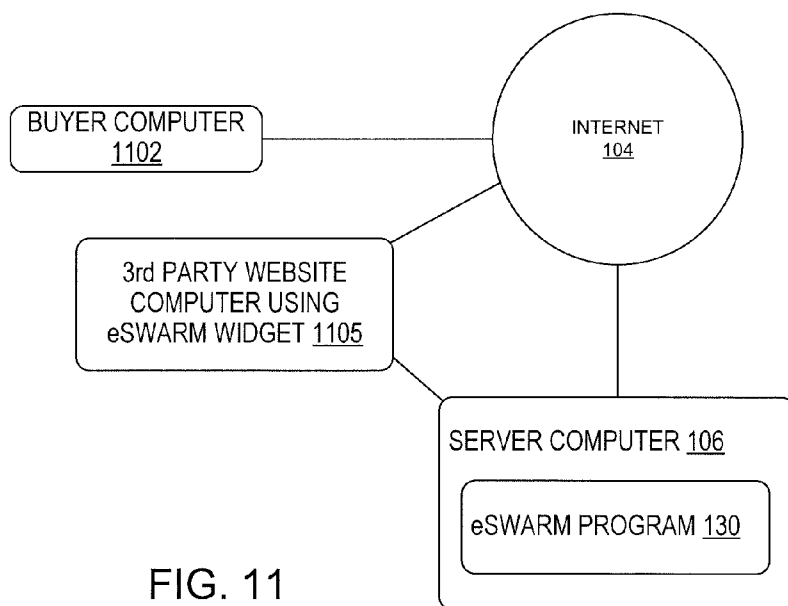 BUYER COMPUTER
1102
INTERNET
104
3rd PARTY WEBSITE
COMPUTER USING
eSWARM WIDGET 1105
SERVER COMPUTER 106
eSWARM PROGRAM 130
FIG. 11